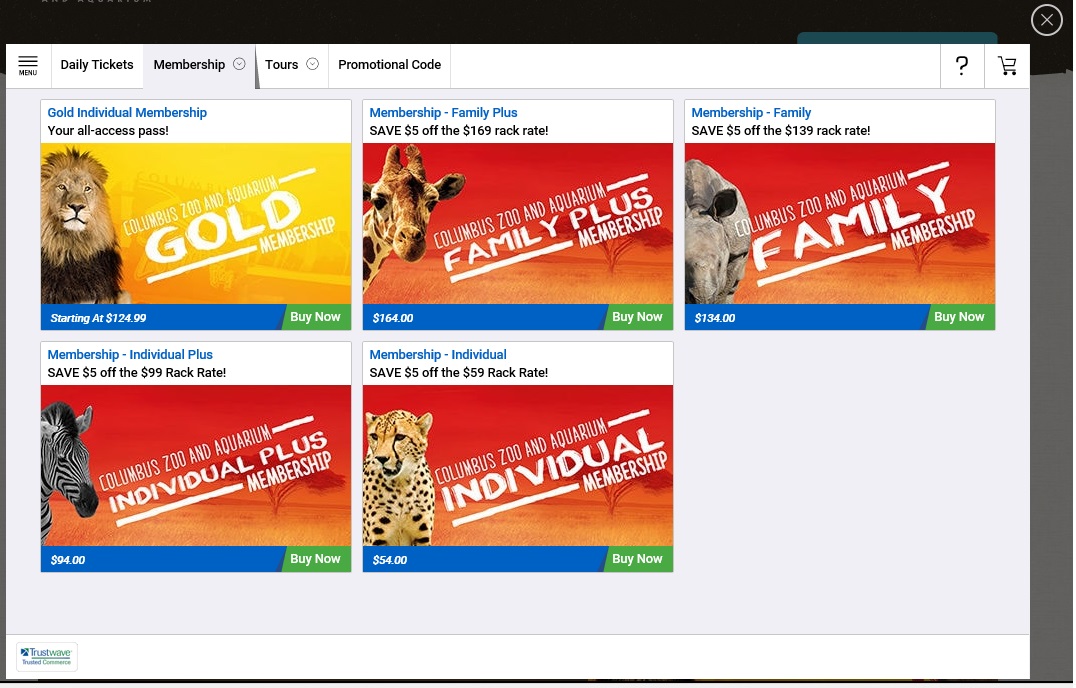 AND AQUARIUM
MENU
Daily Tickets
Membership
Tours
Promotional Code
?
Gold Individual Membership
Your all-access pass!
COLUMBUS ZOO AND AQUARIUM
GOLD
MEMBERSHIP
Starting At $124.99
Buy Now
Membership - Family Plus
SAVE $5 off the $169 rack rate!
COLUMBUS ZOO AND AQUARIUM
FAMILY PLUS
MEMBERSHIP
$164.00
Buy Now
Membership - Family
SAVE $5 off the $139 rack rate!
COLUMBUS ZOO AND AQUARIUM
FAMILY
MEMBERSHIP
$134.00
Buy Now
Membership - Individual Plus
SAVE $5 off the $99 Rack Rate!
COLUMBUS ZOO AND AQUARIUM
INDIVIDUAL PLUS
MEMBERSHIP
$94.00
Buy Now
Membership - Individual
SAVE $5 off the $59 Rack Rate!
COLUMBUS ZOO AND AQUARIUM
INDIVIDUAL
MEMBERSHIP
$54.00
Buy Now
Trustwave
Trusted Commerce